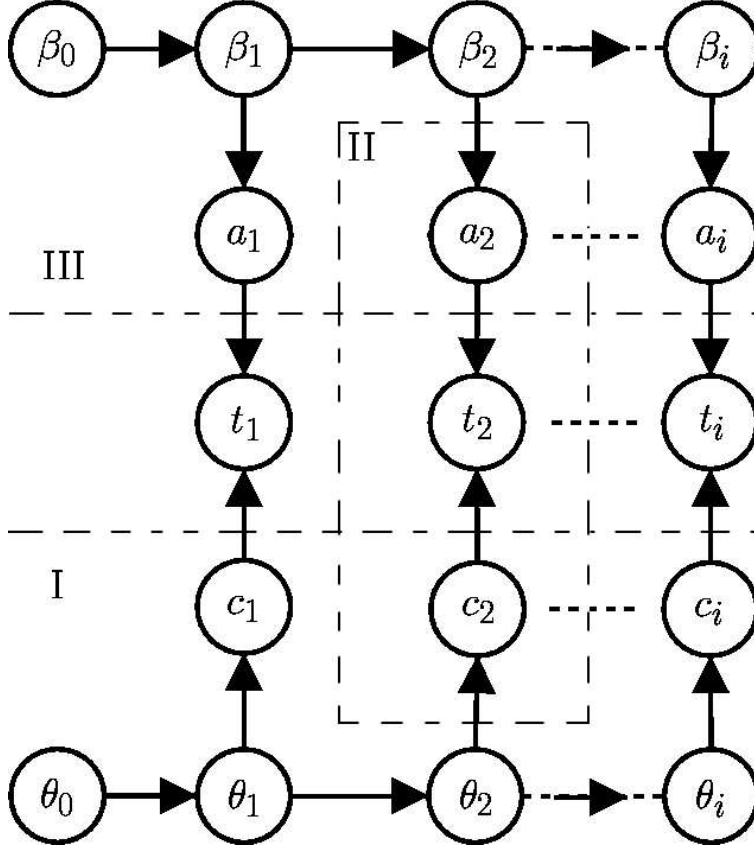 β₀ β₁ β₂ βᵢ
II
a₁ a₂ aᵢ
III
t₁ t₂ tᵢ
I
c₁ c₂ cᵢ
θ₀ θ₁ θ₂ θᵢ